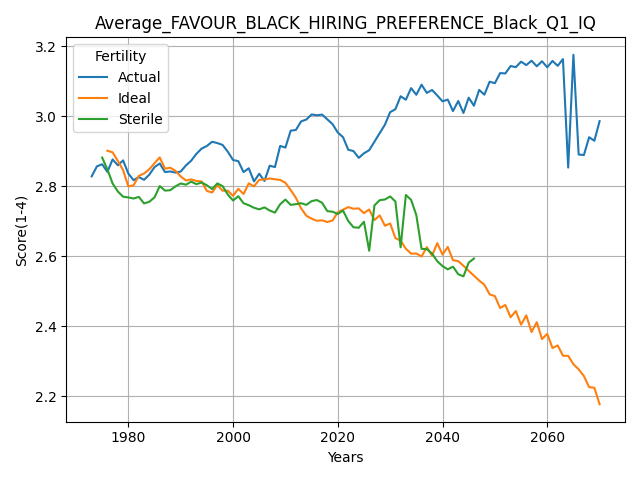 Average_FAVOUR_BLACK_HIRING_PREFERENCE_Black_Q1_IQ
Fertility
Actual
Ideal
Sterile
Score(1-4)
3.2
3.0
2.8
2.6
2.4
2.2
1980 2000 2020 2040 2060
Years